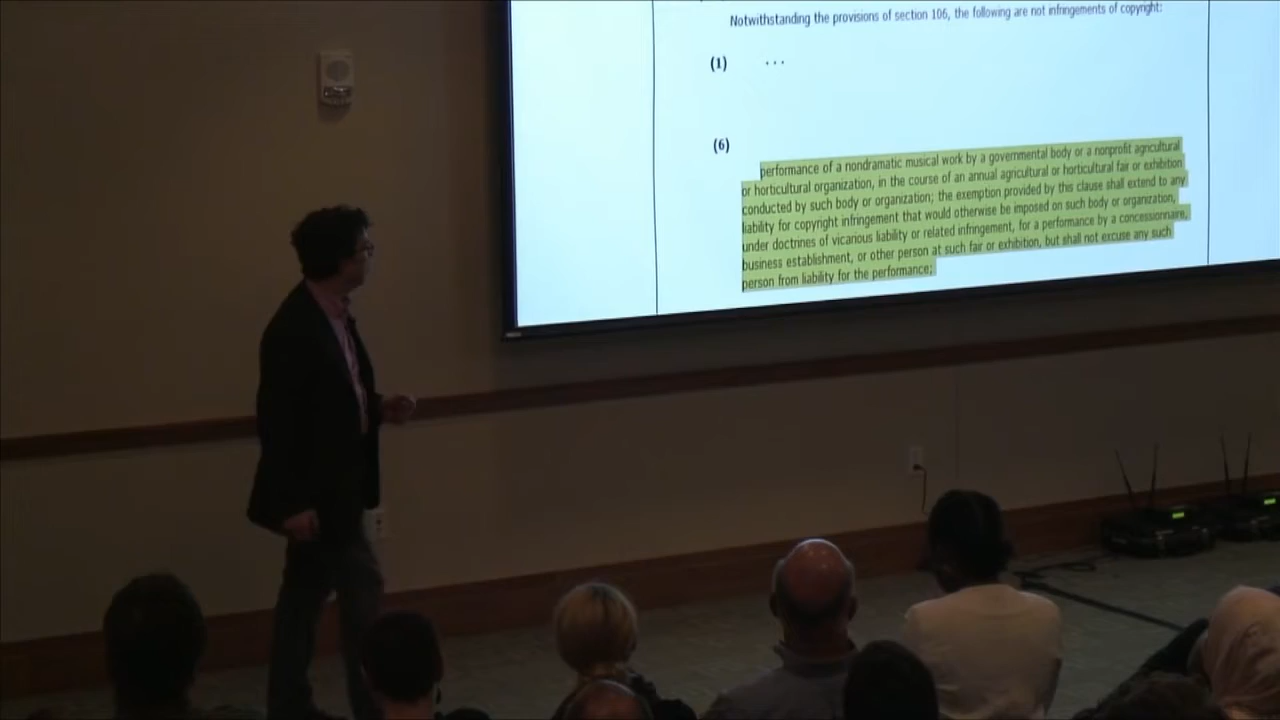 Notwithstanding the provisions of section 106, the following are not infringements of copyright:
(1) ...
(6)
performance of a nondramatic musical work by a governmental body or a nonprofit agricultural
or horticultural organization, in the course of an annual agricultural or horticultural fair or exhibition
conducted by such body or organization; the exemption provided by this clause shall extend to any
liability for copyright infringement that would otherwise be imposed on such body or organization,
under doctrines of vicarious liability or related infringement, for a performance by a concessionnaire,
business establishment, or other person at such fair or exhibition, but shall not excuse any such
person from liability for the performance;